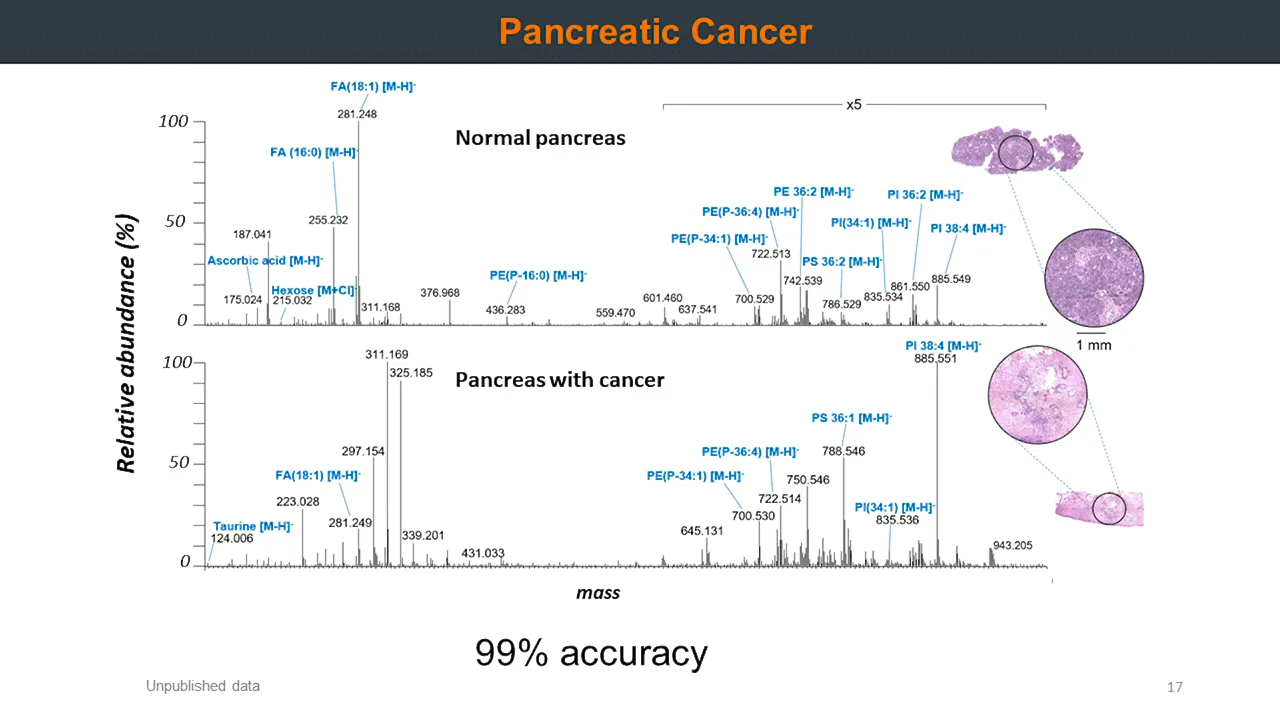 Pancreatic Cancer
FA(18:1) [M-H]-
281.248
x5
100
Normal pancreas
FA (16:0) [M-H]-
255.232
50
187.041
Ascorbic acid [M-H]-
175.024
Hexose [M+Cl]-
215.032
311.168
376.968
PE(P-16:0) [M-H]-
436.283
559.470
601.460
637.541
PE(P-34:1) [M-H]-
700.529
PE(P-36:4) [M-H]-
722.513
PE 36:2 [M-H]-
742.539
PS 36:2 [M-H]-
786.529
PI(34:1) [M-H]-
835.534
PI 36:2 [M-H]-
861.550
PI 38:4 [M-H]-
885.549
0
1 mm
Relative abundance (%)
100
Pancreas with cancer
311.169
325.185
297.154
50
FA(18:1) [M-H]-
281.249
223.028
Taurine [M-H]-
124.006
339.201
431.033
645.131
PE(P-34:1) [M-H]-
700.530
PE(P-36:4) [M-H]-
722.514
750.546
PS 36:1 [M-H]-
788.546
PI(34:1) [M-H]-
835.536
PI 38:4 [M-H]-
885.551
943.205
0
mass
99% accuracy
Unpublished data
17